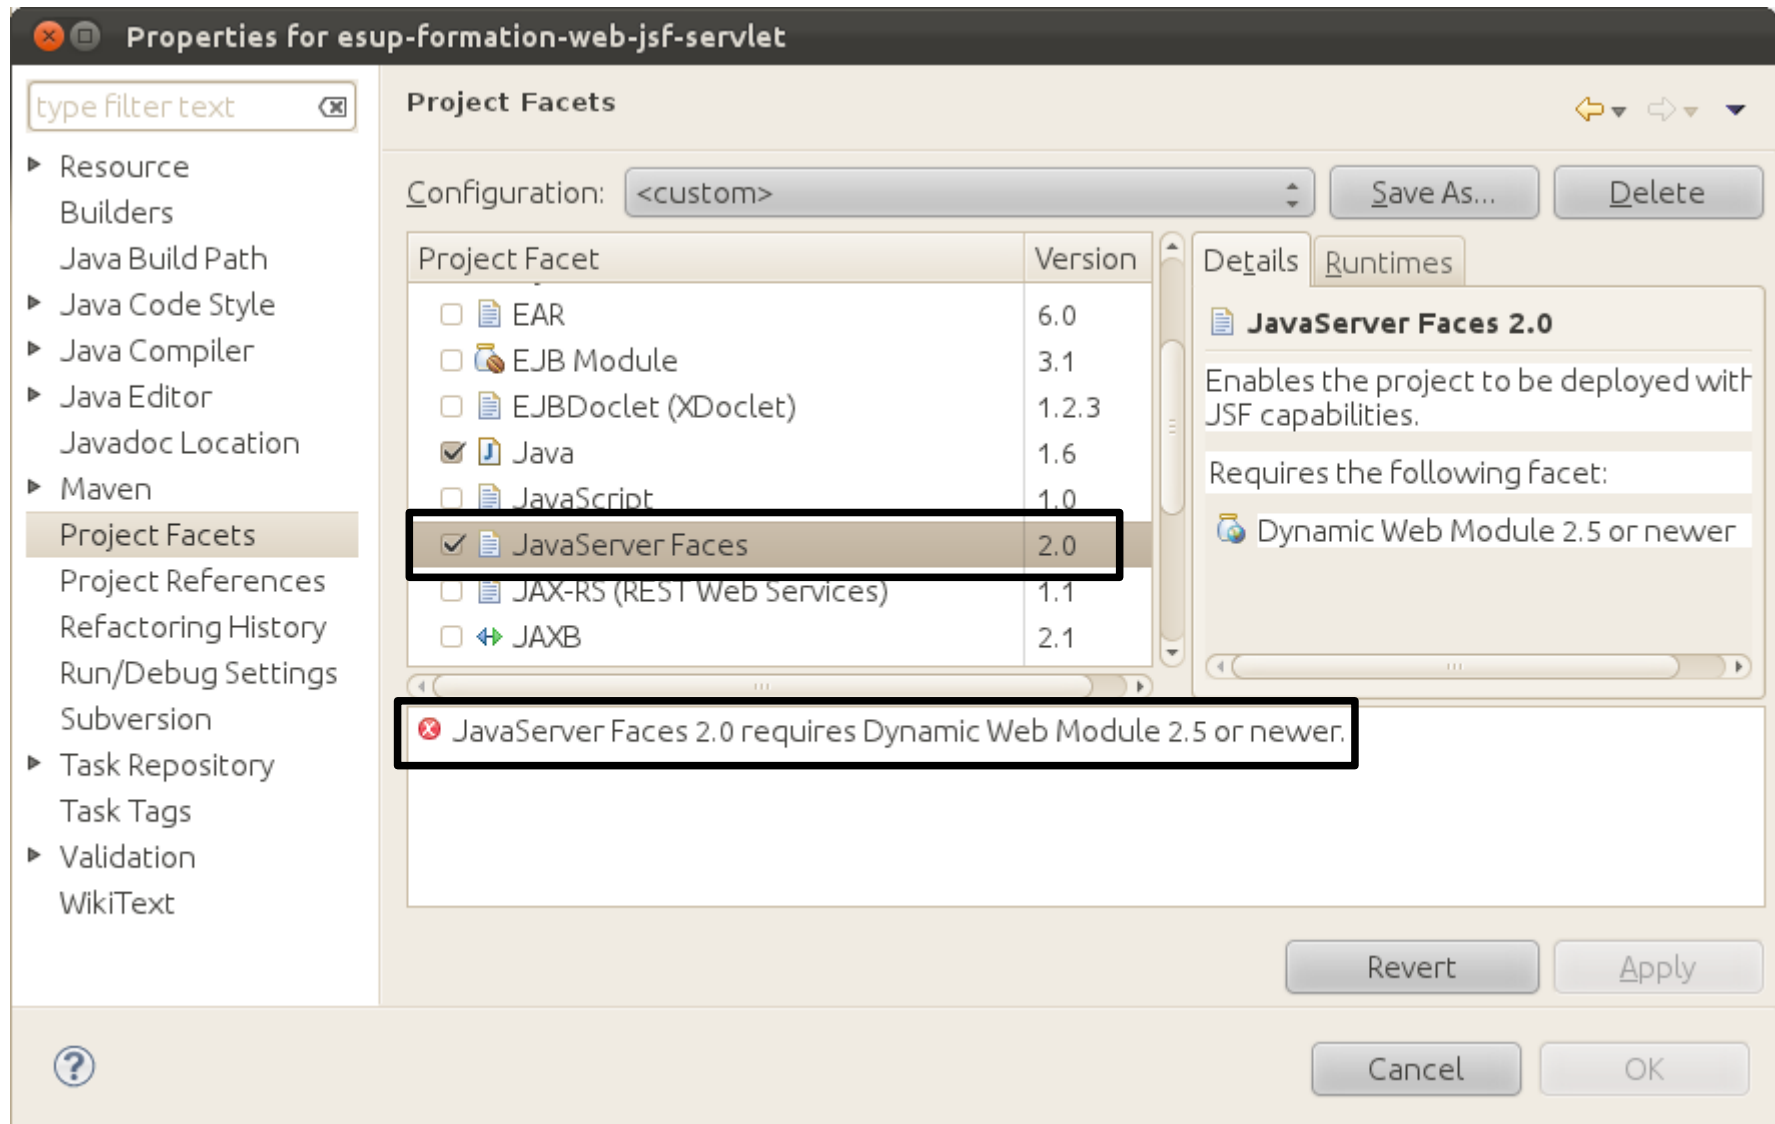 Properties for esup-formation-web-jsf-servlet
type filter text
Resource
Builders
Java Build Path
Java Code Style
Java Compiler
Java Editor
Javadoc Location
Maven
Project Facets
Project References
Refactoring History
Run/Debug Settings
Subversion
Task Repository
Task Tags
Validation
WikiText
Project Facets
Configuration: <custom> Save As... Delete
Project Facet Version
EAR 6.0
EJB Module 3.1
EJBDoclet (XDoclet) 1.2.3
Java 1.6
JavaScript 1.0
JavaServer Faces 2.0
JAX-RS (REST Web Services) 1.1
JAXB 2.1
Details Runtimes
JavaServer Faces 2.0
Enables the project to be deployed with
JSF capabilities.
Requires the following facet:
Dynamic Web Module 2.5 or newer
JavaServer Faces 2.0 requires Dynamic Web Module 2.5 or newer.
Revert Apply
Cancel OK